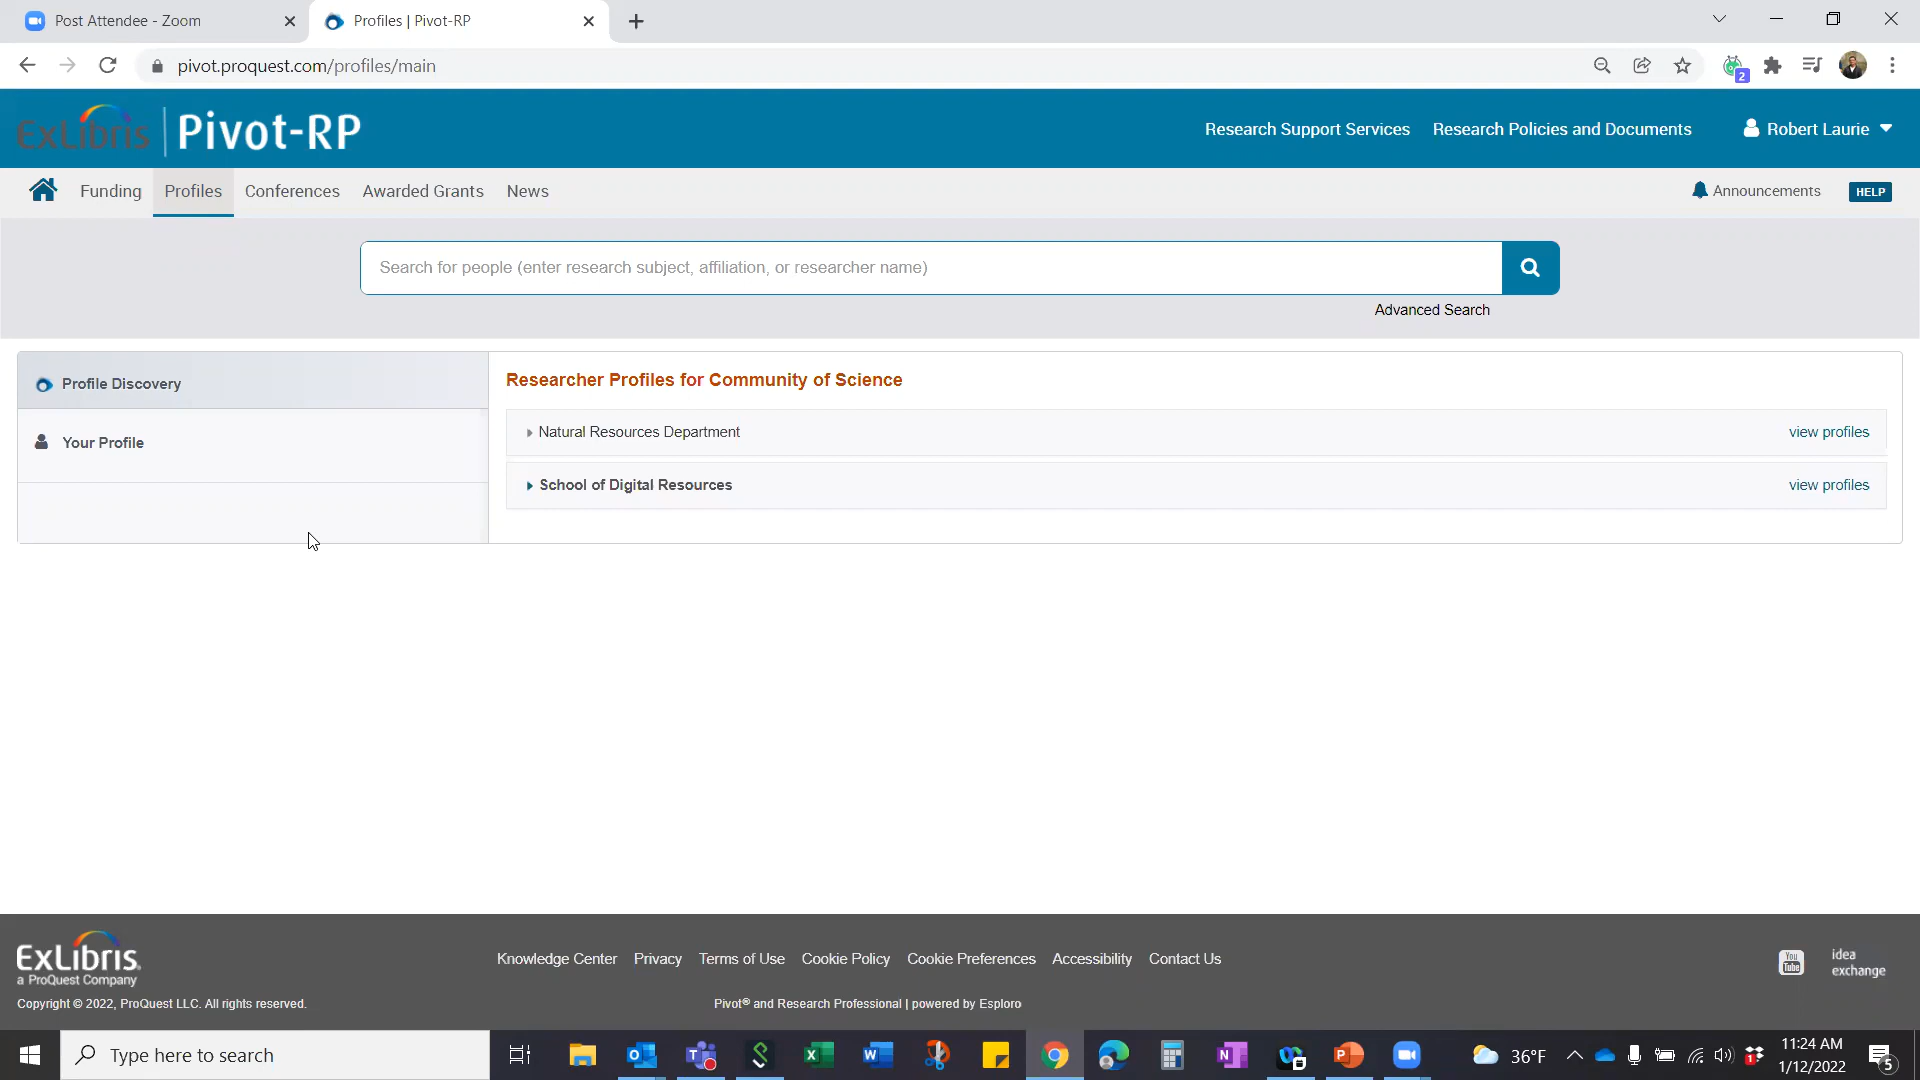 Post Attendee - Zoom
Profiles | Pivot-RP
pivot.proquest.com/profiles/main
2
ExLibris | Pivot-RP
Research Support Services
Research Policies and Documents
Robert Laurie
Funding
Profiles
Conferences
Awarded Grants
News
Announcements
HELP
Search for people (enter research subject, affiliation, or researcher name)
Advanced Search
Profile Discovery
Your Profile
Researcher Profiles for Community of Science
Natural Resources Department
view profiles
School of Digital Resources
view profiles
ExLibris
a ProQuest Company
Copyright © 2022, ProQuest LLC. All rights reserved.
Knowledge Center
Privacy
Terms of Use
Cookie Policy
Cookie Preferences
Accessibility
Contact Us
Pivot® and Research Professional | powered by Esploro
You
Tube
idea
exchange
Type here to search
36°F
11:24 AM
1/12/2022
5